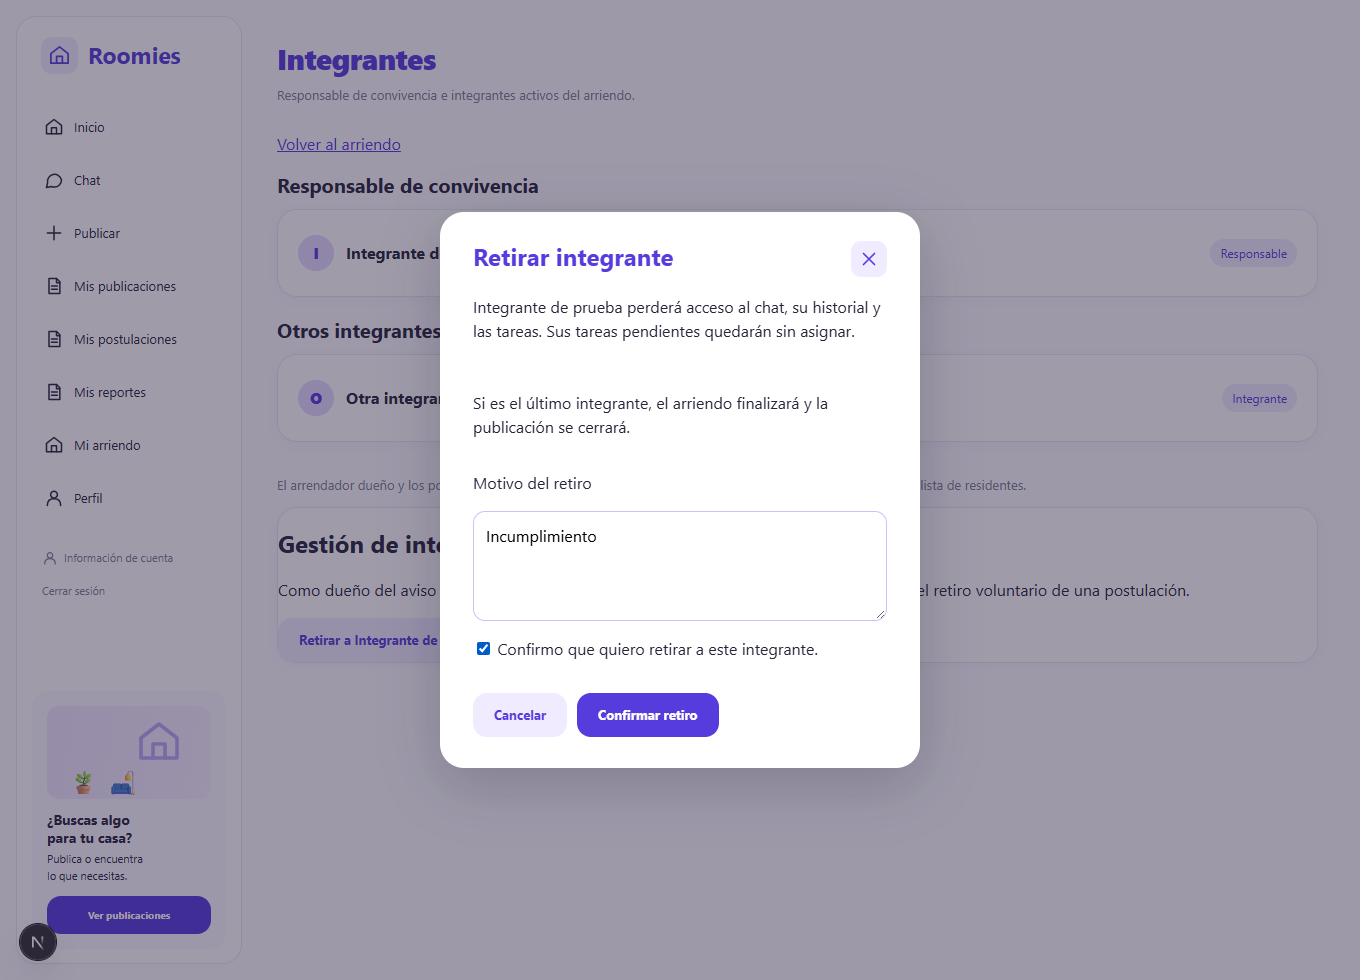 Roomies
Inicio
Chat
Publicar
Mis publicaciones
Mis postulaciones
Mis reportes
Mi arriendo
Perfil
Información de cuenta
Cerrar sesión
¿Buscas algo
para tu casa?
Publica o encuentra
lo que necesitas.
Ver publicaciones
N
Integrantes
Responsable de convivencia e integrantes activos del arriendo.
Volver al arriendo
Responsable de convivencia
I
Integrante d
Responsable
Otros integrantes
O
Otra integra
Integrante
El arrendador dueño y los
lista de residentes.
Gestión de
Como dueño del aviso
el retiro voluntario de una postulación.
Retirar a Integrante de
Retirar integrante
Integrante de prueba perderá acceso al chat, su historial y
las tareas. Sus tareas pendientes quedarán sin asignar.
Si es el último integrante, el arriendo finalizará y la
publicación se cerrará.
Motivo del retiro
Incumplimiento
Confirmo que quiero retirar a este integrante.
Cancelar
Confirmar retiro